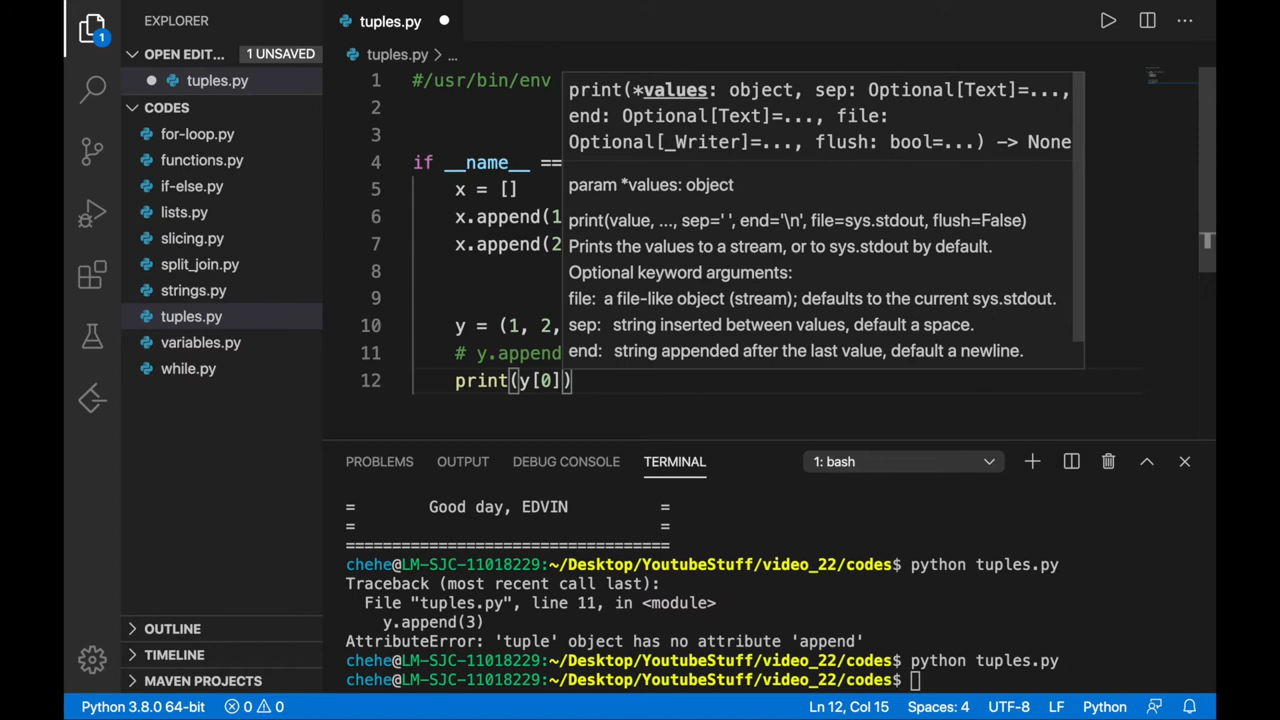 EXPLORER
tuples.py
1
OPEN EDIT... 1 UNSAVED
tuples.py
CODES
for-loop.py
functions.py
if-else.py
lists.py
slicing.py
split_join.py
strings.py
tuples.py
variables.py
while.py
OUTLINE
TIMELINE
MAVEN PROJECTS
tuples.py > ...
1 #/usr/bin/env
2
3
4 if __name__ ==
5 x = []
6 x.append(1
7 x.append(2
8
9
10 y = (1, 2,
11 # y.append
12 print(y[0])
print(*values: object, sep: Optional[Text]=...,
end: Optional[Text]=..., file:
Optional[_Writer]=..., flush: bool=...) -> None
param *values: object
print(value, ..., sep=' ', end='\n', file=sys.stdout, flush=False)
Prints the values to a stream, or to sys.stdout by default.
Optional keyword arguments:
file: a file-like object (stream); defaults to the current sys.stdout.
sep: string inserted between values, default a space.
end: string appended after the last value, default a newline.
PROBLEMS OUTPUT DEBUG CONSOLE TERMINAL 1: bash
= Good day, EDVIN =
= =
===================================
chehe@LM-SJC-11018229:~/Desktop/YoutubeStuff/video_22/codes$ python tuples.py
Traceback (most recent call last):
File "tuples.py", line 11, in <module>
y.append(3)
AttributeError: 'tuple' object has no attribute 'append'
chehe@LM-SJC-11018229:~/Desktop/YoutubeStuff/video_22/codes$ python tuples.py
chehe@LM-SJC-11018229:~/Desktop/YoutubeStuff/video_22/codes$
Python 3.8.0 64-bit 0 0 Ln 12, Col 15 Spaces: 4 UTF-8 LF Python